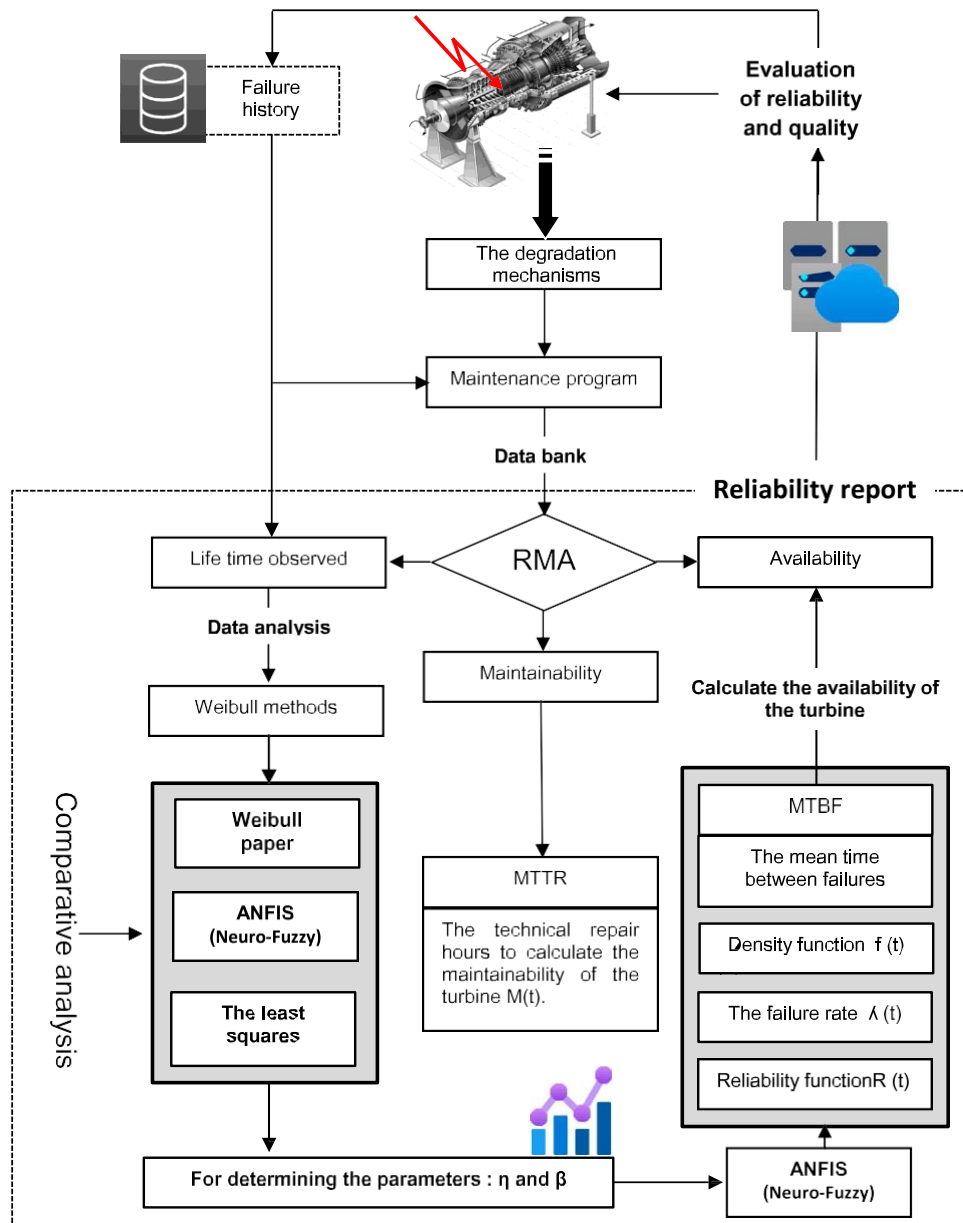 Failure
history
Evaluation
of reliability
and quality
The degradation
mechanisms
Maintenance program
Data bank
Reliability report
Life time observed
RMA
Availability
Data analysis
Maintainability
Calculate the availability of
the turbine
Weibull methods
Comparative analysis
Weibull
paper
ANFIS
(Neuro-Fuzzy)
The least
squares
MTTR
The technical repair
hours to calculate the
maintainability of the
turbine M(t).
MTBF
The mean time
between failures
Density function f (t)
The failure rate λ (t)
Reliability functionR (t)
For determining the parameters : η and β
ANFIS
(Neuro-Fuzzy)